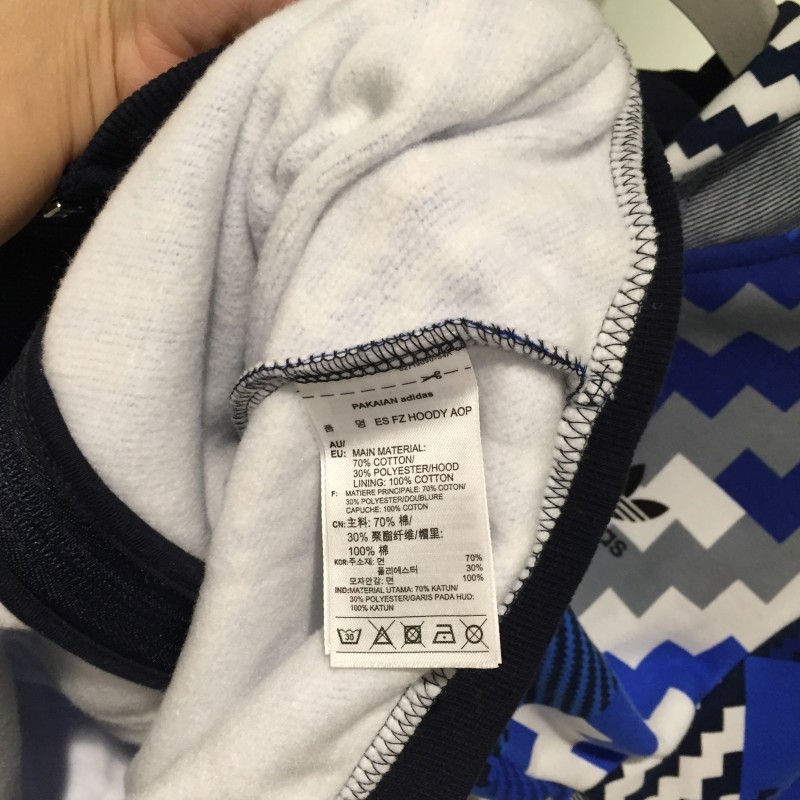 PAKAIAN adidas
품 명 ES FZ HOODY AOP
AU/
EU: MAIN MATERIAL:
70% COTTON/
30% POLYESTER/HOOD
LINING: 100% COTTON
F: MATIERE PRINCIPALE: 70% COTON/
30% POLYESTER/DOUBLURE
CAPUCHE: 100% COTON
CN: 主料: 70% 棉/
30% 聚酯纤维/帽里:
100% 棉
KOR: 주소재: 면 70%
폴리에스터 30%
모자안감: 면 100%
IND: MATERIAL UTAMA: 70% KATUN/
30% POLYESTER/GARIS PADA HUD:
100% KATUN
30